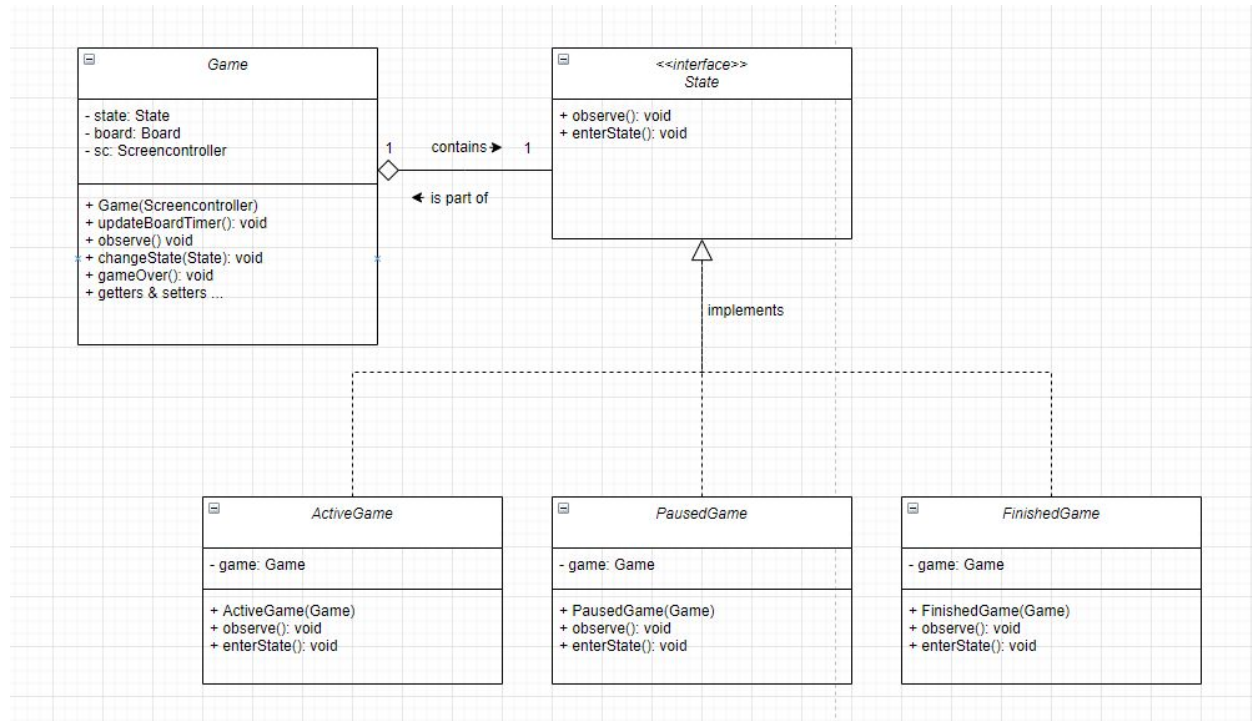 Game
- state: State
- board: Board
- sc: Screencontroller
+ Game(Screencontroller)
+ updateBoardTimer(): void
+ observe() void
+ changeState(State): void
+ gameOver(): void
+ getters & setters ...
1
contains
1
is part of
<<interface>>
State
+ observe(): void
+ enterState(): void
implements
ActiveGame
- game: Game
+ ActiveGame(Game)
+ observe(): void
+ enterState(): void
PausedGame
- game: Game
+ PausedGame(Game)
+ observe(): void
+ enterState(): void
FinishedGame
- game: Game
+ FinishedGame(Game)
+ observe(): void
+ enterState(): void